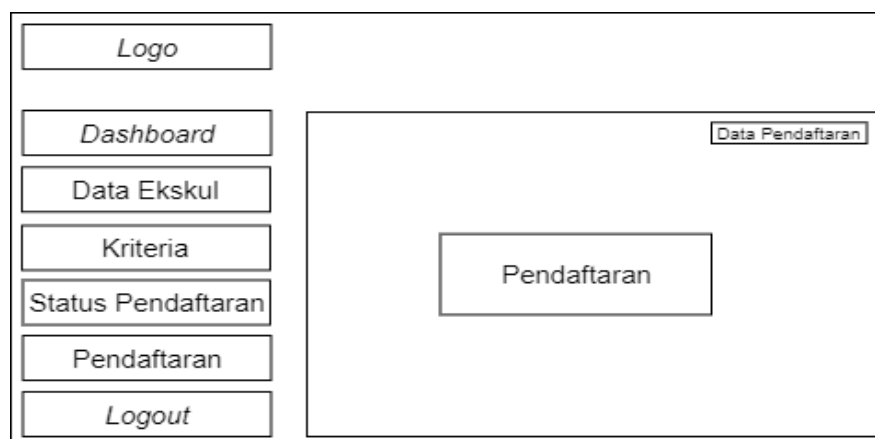 Logo
Dashboard
Data Ekskul
Kriteria
Status Pendaftaran
Pendaftaran
Logout
Data Pendaftaran
Pendaftaran